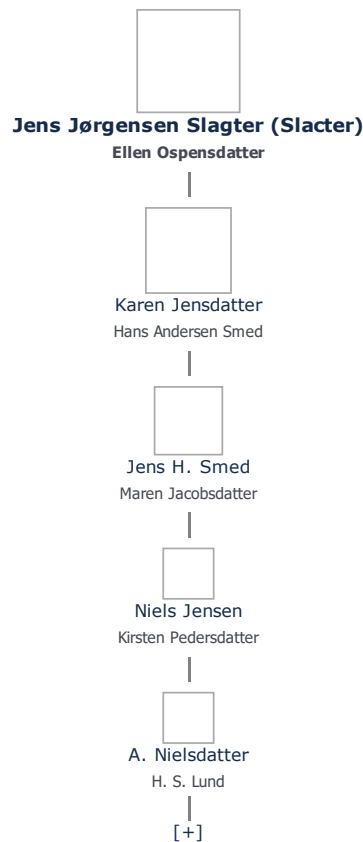 Jens Jørgensen Slagter (Slacter)
Ellen Ospensdatter
Karen Jensdatter
Hans Andersen Smed
Jens H. Smed
Maren Jacobsdatter
Niels Jensen
Kirsten Pedersdatter
A. Nielsdatter
H. S. Lund
[+]